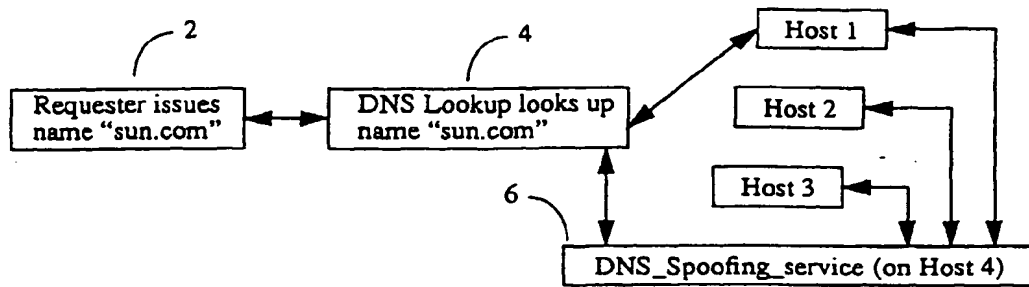 2
4
Host 1
Requester issues
name "sun.com"
DNS Lookup looks up
name "sun.com"
Host 2
Host 3
6
DNS_Spoofing_service (on Host 4)